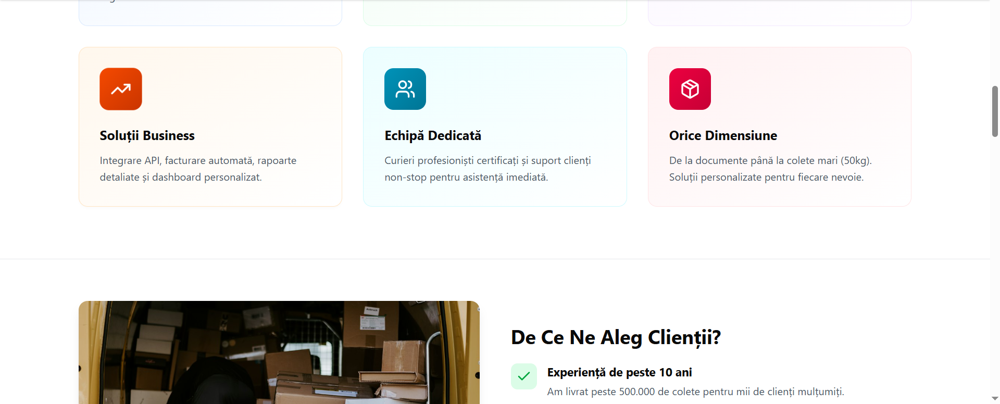 Soluții Business
Integrare API, facturare automată, rapoarte
detaliate și dashboard personalizat.
Echipă Dedicată
Curieri profesioniști certificați și suport clienți
non-stop pentru asistență imediată.
Orice Dimensiune
De la documente până la colete mari (50kg).
Soluții personalizate pentru fiecare nevoie.
De Ce Ne Aleg Clienții?
Experiență de peste 10 ani
Am livrat peste 500.000 de colete pentru mii de clienți mulțumiți.